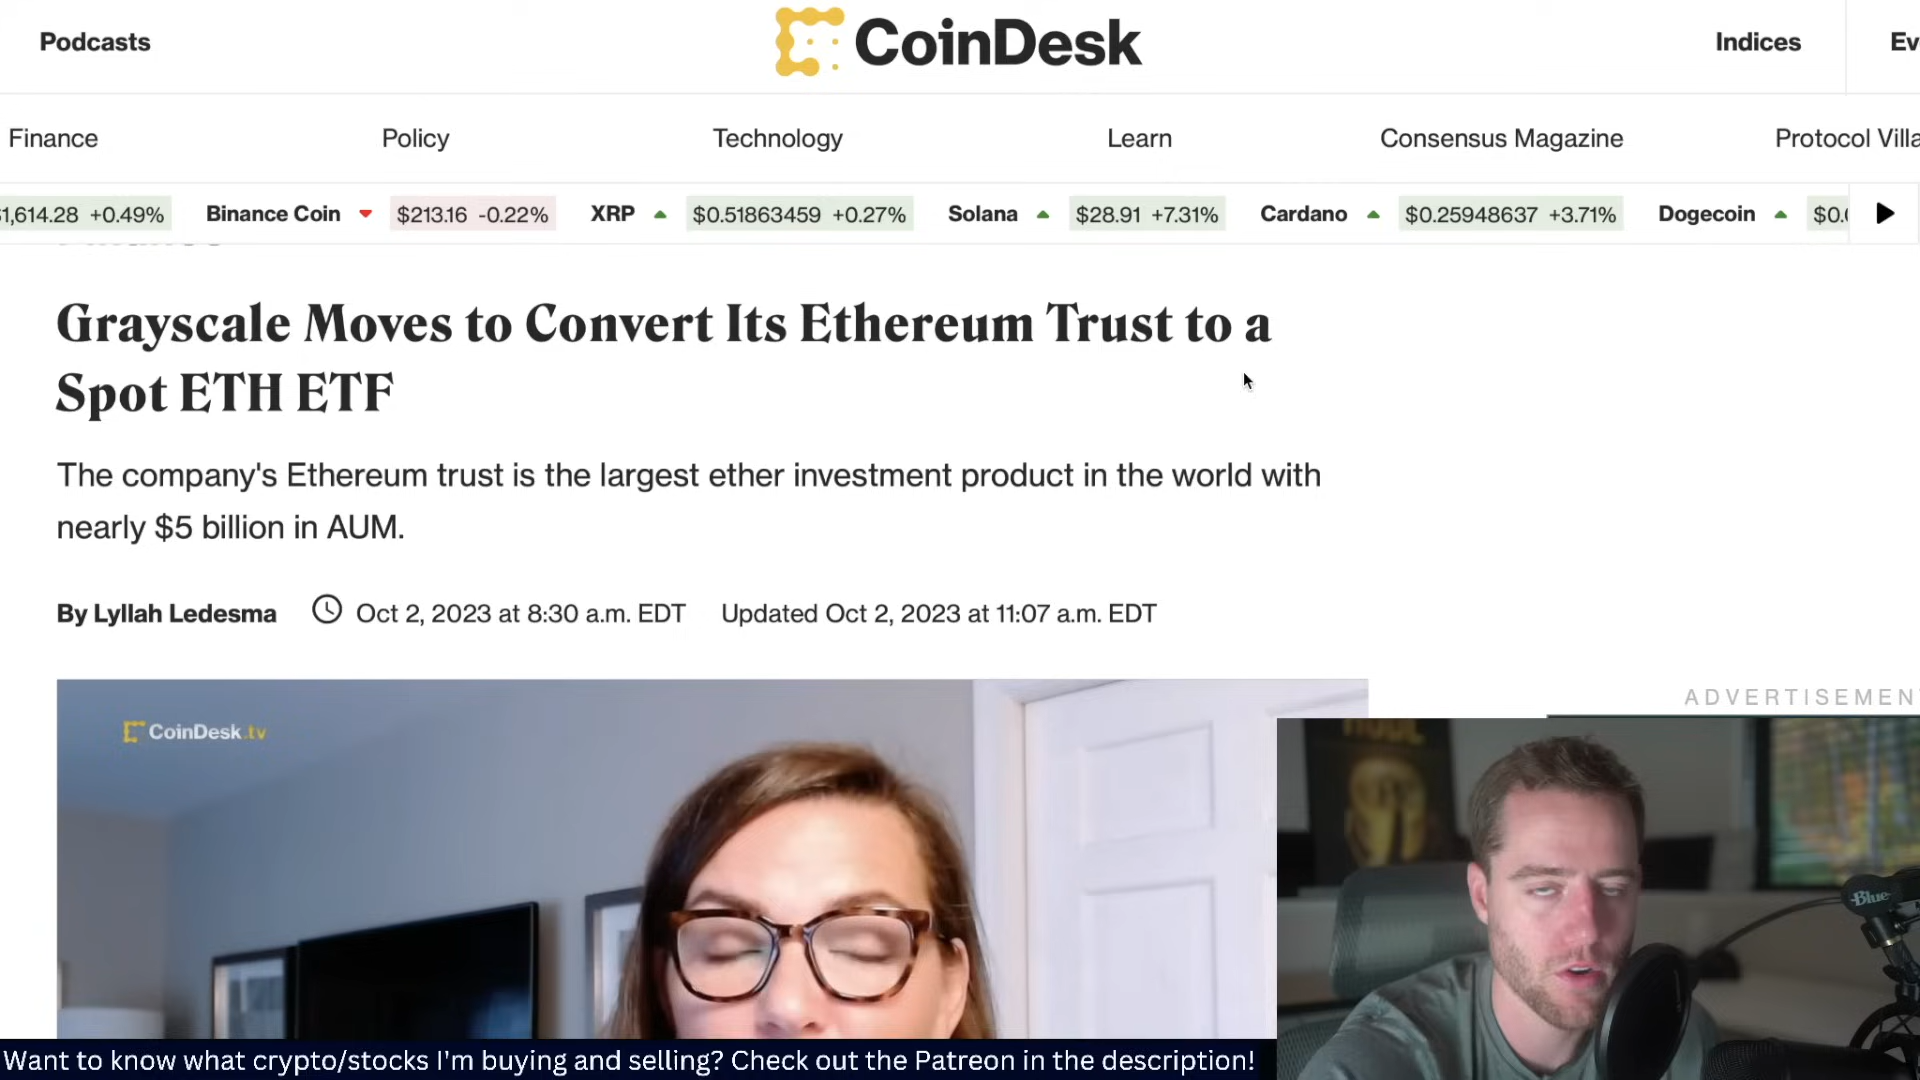 Podcasts
CoinDesk
Indices
Finance
Policy
Technology
Learn
Consensus Magazine
Protocol
1,614.28 +0.49%
Binance Coin
$213.16 -0.22%
XRP
$0.51863459 +0.27%
Solana
$28.91 +7.31%
Cardano
$0.25948637 +3.71%
Dogecoin
Grayscale Moves to Convert Its Ethereum Trust to a
Spot ETH ETF
The company's Ethereum trust is the largest ether investment product in the world with
nearly $5 billion in AUM.
By Lyllah Ledesma
Oct 2, 2023 at 8:30 a.m. EDT
Updated Oct 2, 2023 at 11:07 a.m. EDT
ADVERTISEMEN
CoinDesk.tv
Blue
Want to know what crypto/stocks I'm buying and selling? Check out the Patreon in the description!